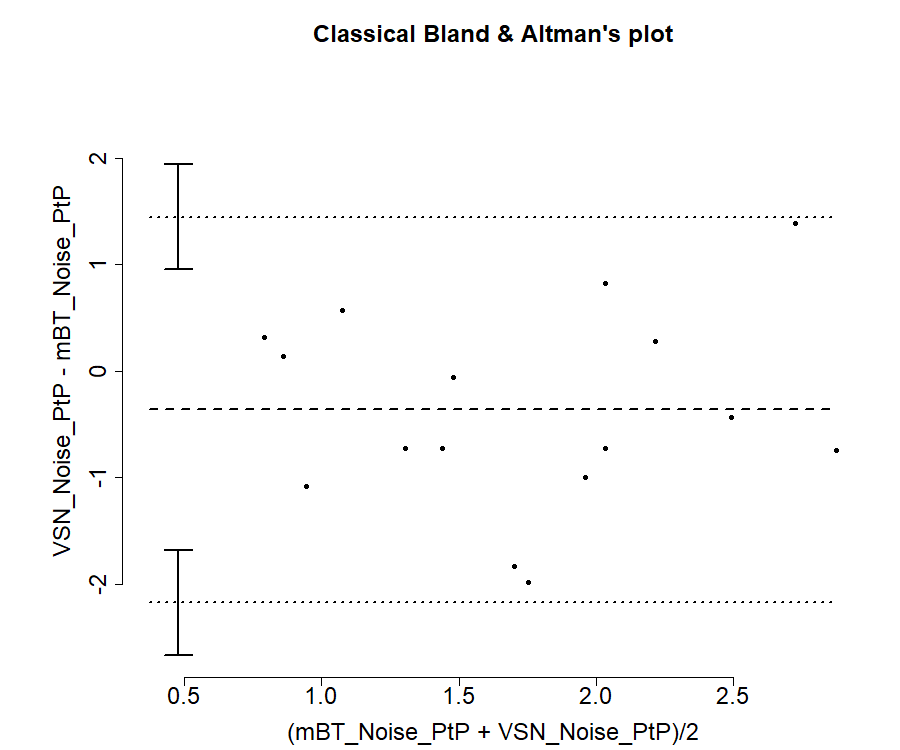 Classical Bland & Altman's plot
VSN_Noise_PtP - mBT_Noise_PtP
2
1
0
-1
-2
0.5 1.0 1.5 2.0 2.5
(mBT_Noise_PtP + VSN_Noise_PtP)/2